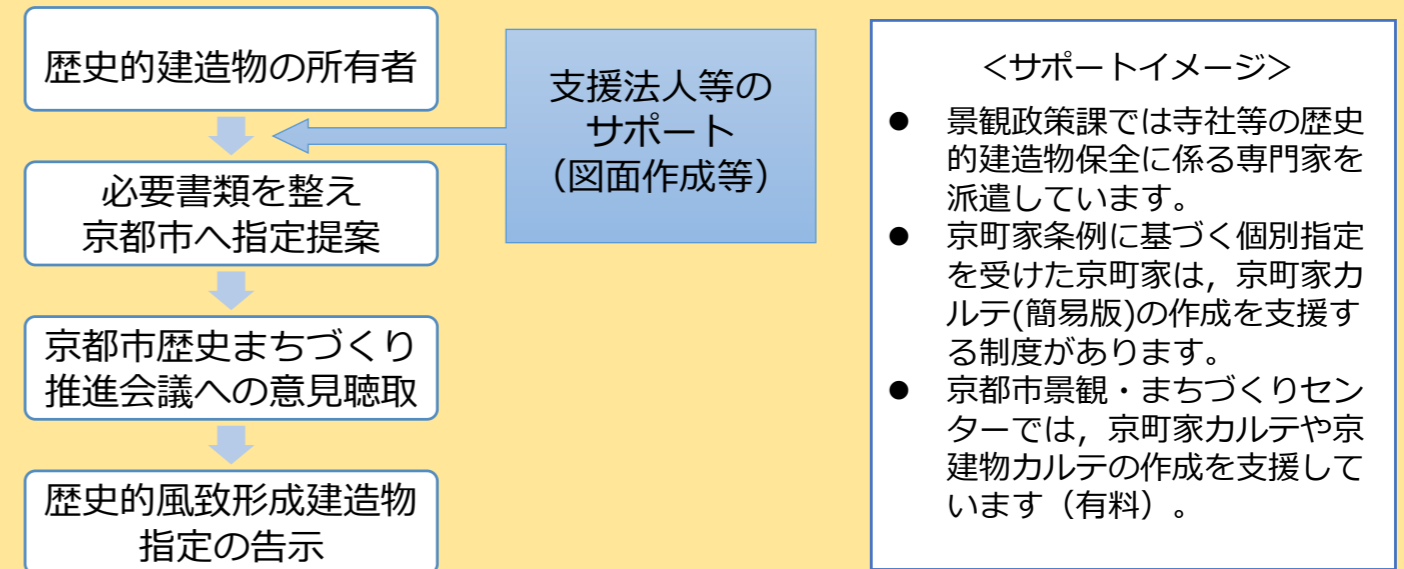 歴史的建造物の所有者
必要書類を整え
京都市へ指定提案
京都市歴史まちづくり
推進会議への意見聴取
歴史的風致形成建造物
指定の告示
支援法人等の
サポート
（図面作成等）
＜サポートイメージ＞
● 景観政策課では寺社等の歴史
的建造物保全に係る専門家を
派遣しています。
● 京町家条例に基づく個別指定
を受けた京町家は，京町家カ
ルテ(簡易版)の作成を支援す
る制度があります。
● 京都市景観・まちづくりセン
ターでは，京町家カルテや京
建物カルテの作成を支援して
います（有料）。